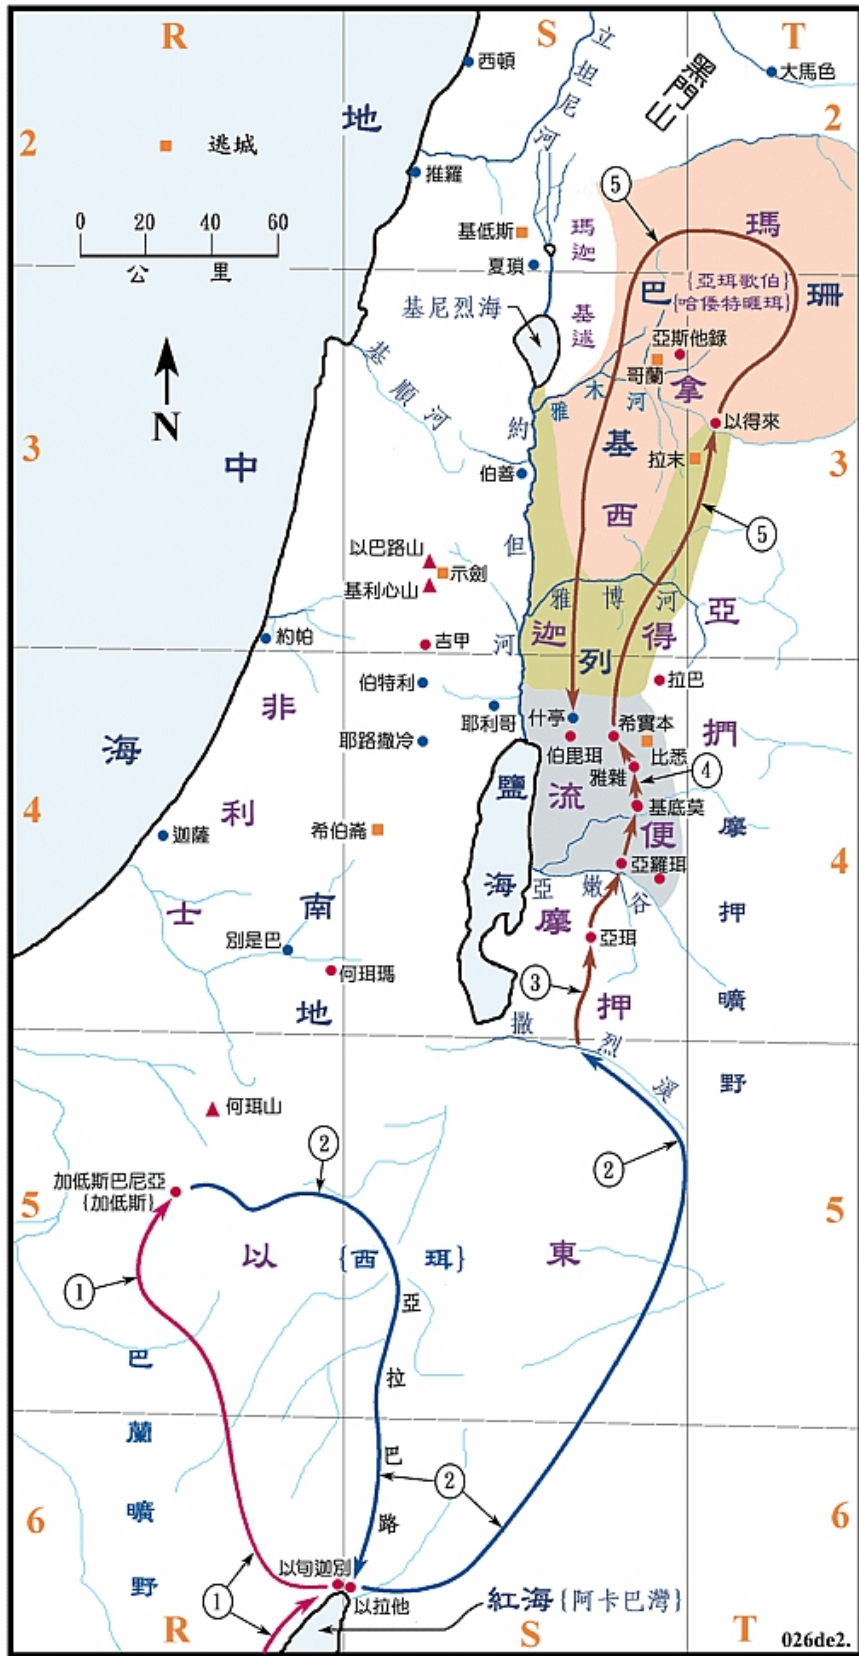 R
S
T
西頓
立坦尼河
黑門山
大馬色
地
2
逃城
2
推羅
0 20 40 60
公里
基低斯
瑪迦
瑪
夏瑣
⑤
基尼烈海
基述
巴
{亞珥歌伯}
{哈倭特睚珥}
珊
亞斯他錄
哥蘭
拿
基順河
雅木河
以得來
N
3
中
約
基
拉末
3
伯善
西
⑤
以巴路山
但
示劍
基利心山
雅博河
亞
吉甲
河
迦
得
約帕
列
伯特利
拉巴
非
耶利哥
什亭
希實本
捫
海
耶路撒冷
伯毘珥
比悉
雅雜
④
鹽
流
基底莫
4
利
便
摩
迦薩
希伯崙
亞羅珥
4
海
亞嫩谷
士
南
摩
押
別是巴
亞珥
何珥瑪
③
地
押
曠
撒烈溪
野
何珥山
②
②
加低斯巴尼亞
{加低斯}
5
5
以
{西珥}
東
①
亞拉巴路
巴
蘭
曠
野
②
6
6
以旬迦別
①
以拉他
紅海{阿卡巴灣}
R
S
T
026de2.